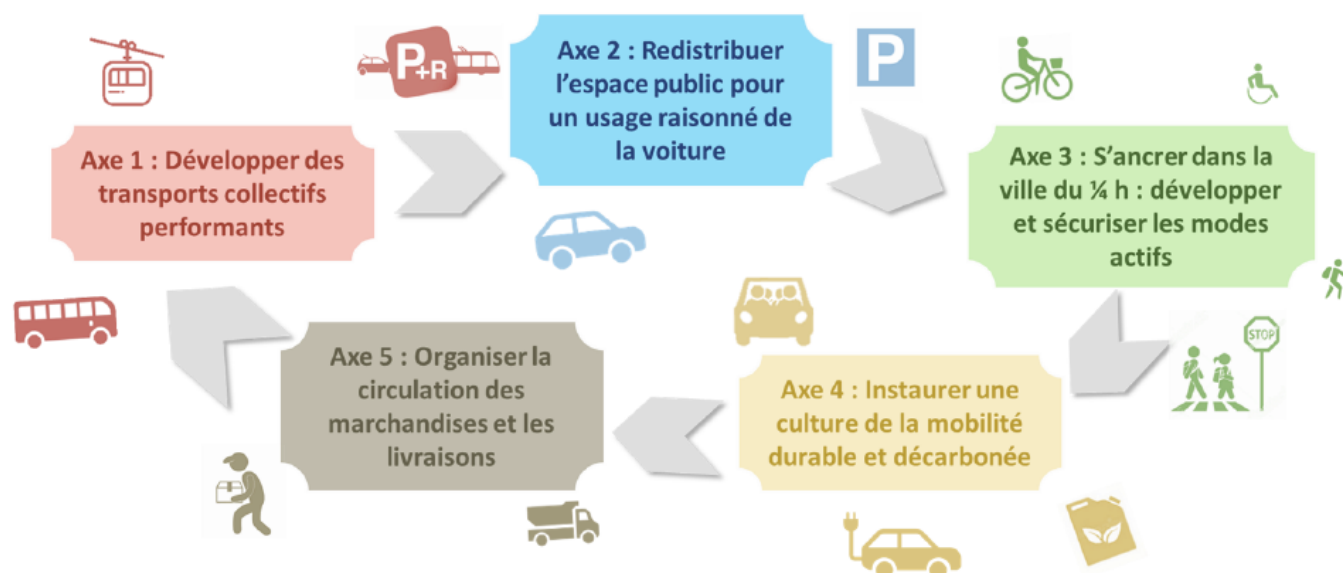 P+R
Axe 2 : Redistribuer
l'espace public pour
un usage raisonné de
la voiture
P
Axe 1 : Développer des
transports collectifs
performants
Axe 3 : S'ancrer dans la
ville du ¼ h : développer
et sécuriser les modes
actifs
STOP
Axe 4 : Instaurer une
culture de la mobilité
durable et décarbonée
Axe 5 : Organiser la
circulation des
marchandises et les
livraisons